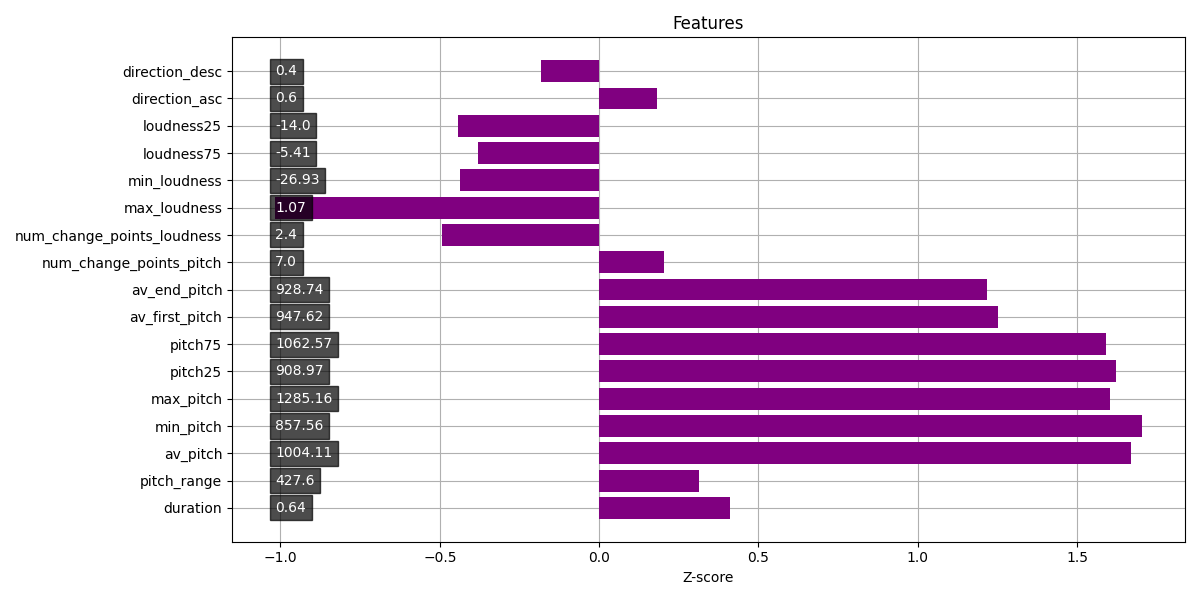 Features
direction_desc 0.4
direction_asc 0.6
loudness25 -14.0
loudness75 -5.41
min_loudness -26.93
max_loudness 1.07
num_change_points_loudness 2.4
num_change_points_pitch 7.0
av_end_pitch 928.74
av_first_pitch 947.62
pitch75 1062.57
pitch25 908.97
max_pitch 1285.16
min_pitch 857.56
av_pitch 1004.11
pitch_range 427.6
duration 0.64
−1.0 −0.5 0.0 0.5 1.0 1.5
Z-score